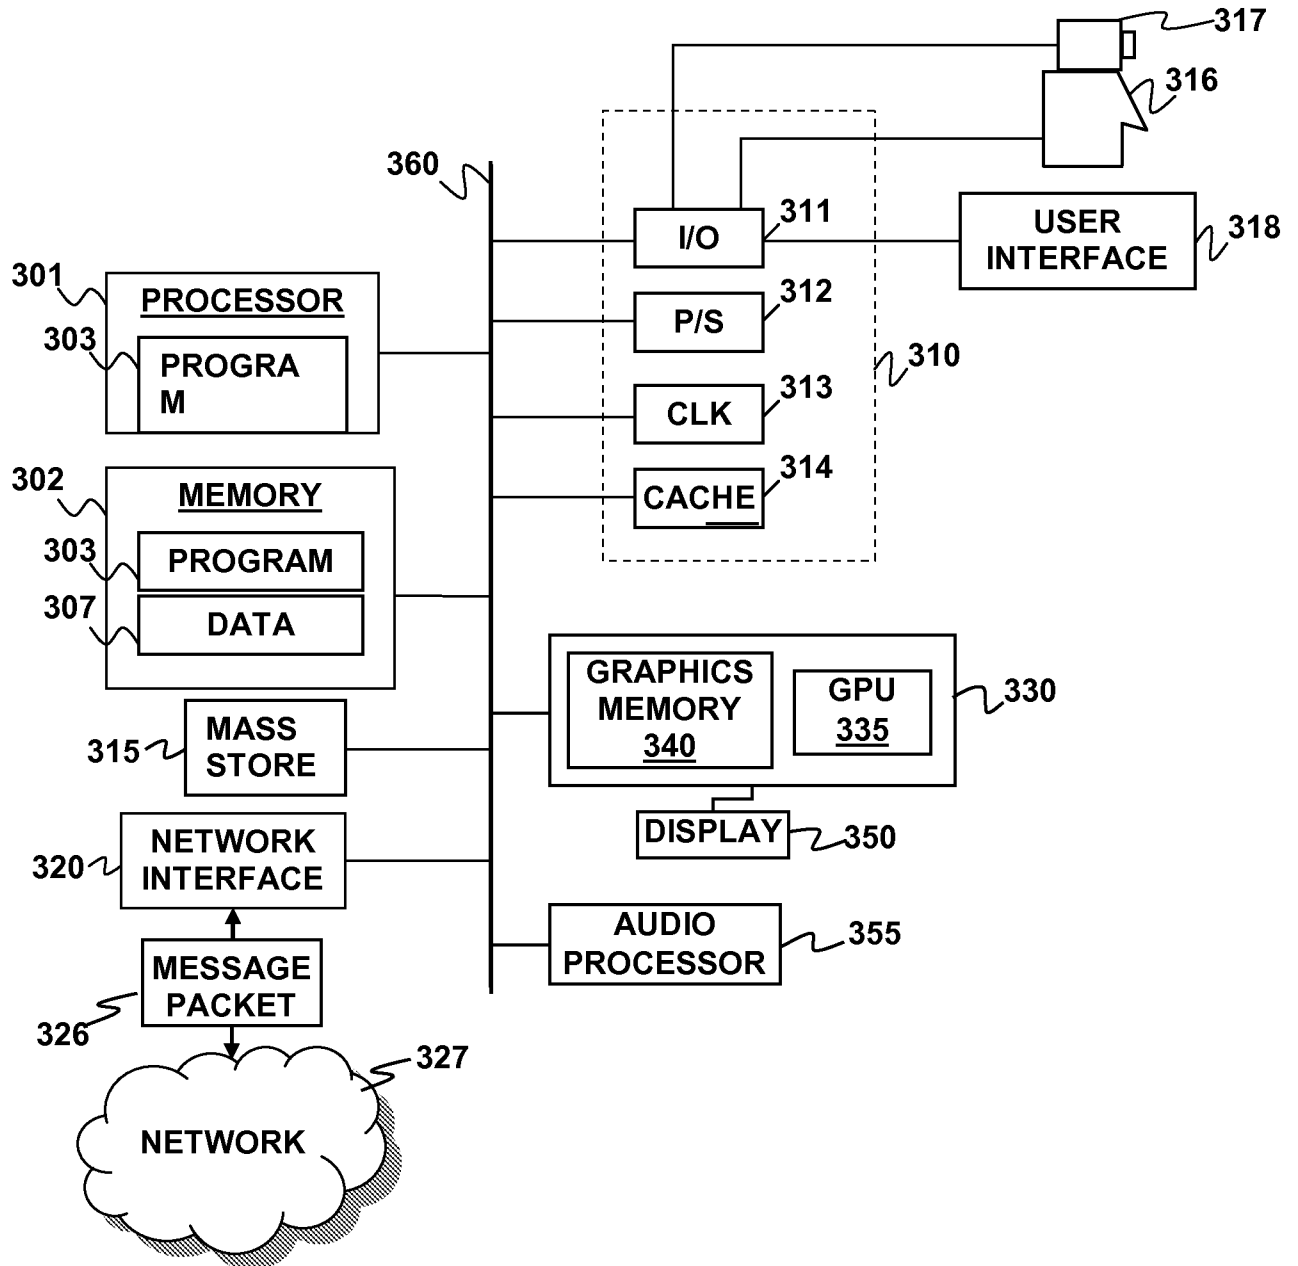 317
316
360
311
I/O
USER
INTERFACE
318
301
PROCESSOR
303
PROGRA
M
312
P/S
310
313
CLK
314
CACHE
302
MEMORY
303
PROGRAM
307
DATA
GRAPHICS
MEMORY
340
GPU
335
330
315
MASS
STORE
DISPLAY
350
320
NETWORK
INTERFACE
AUDIO
PROCESSOR
355
MESSAGE
PACKET
326
327
NETWORK